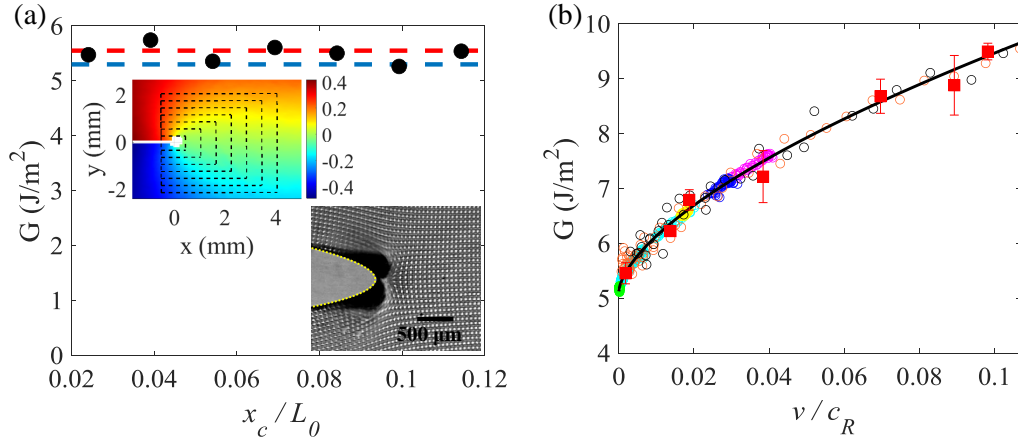 (a)
6
5
4
3
2
1
0
G (J/m²)
0.02 0.04 0.06 0.08 0.1 0.12
x_c / L_0
2
0
-2
y (mm)
0 2 4
x (mm)
0.4
0.2
0
-0.2
-0.4
500 μm
(b)
10
9
8
7
6
5
4
G (J/m²)
0 0.02 0.04 0.06 0.08 0.1
v / c_R